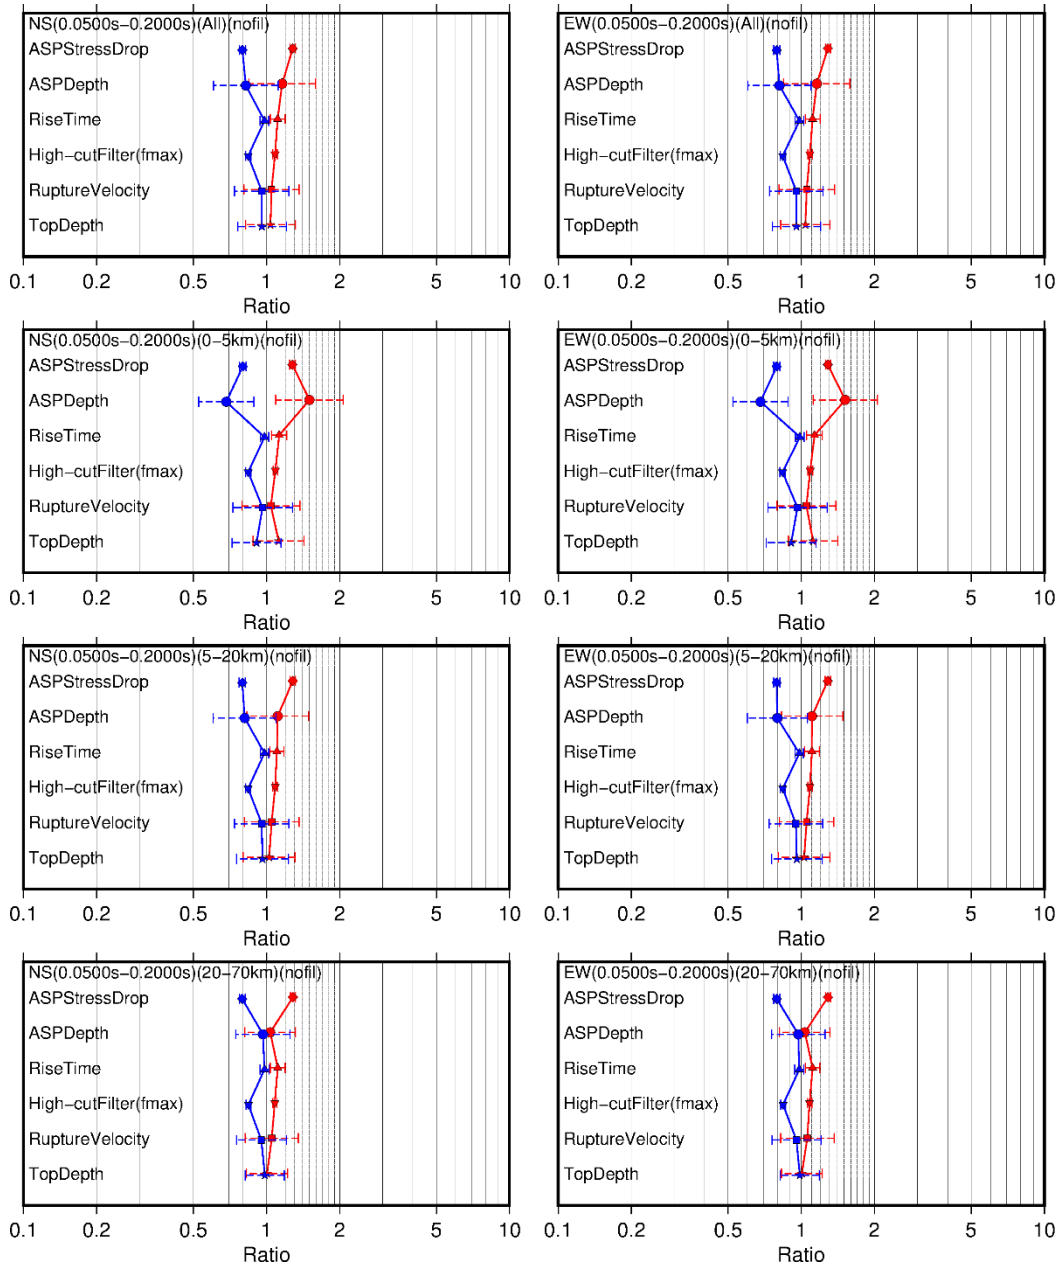 NS(0.0500s−0.2000s)(All)(nofil)
ASPStressDrop
ASPDepth
RiseTime
High−cutFilter(fmax)
RuptureVelocity
TopDepth
0.1 0.2 0.5 1 2 5 10
Ratio
EW(0.0500s−0.2000s)(All)(nofil)
ASPStressDrop
ASPDepth
RiseTime
High−cutFilter(fmax)
RuptureVelocity
TopDepth
0.1 0.2 0.5 1 2 5 10
Ratio
NS(0.0500s−0.2000s)(0−5km)(nofil)
ASPStressDrop
ASPDepth
RiseTime
High−cutFilter(fmax)
RuptureVelocity
TopDepth
0.1 0.2 0.5 1 2 5 10
Ratio
EW(0.0500s−0.2000s)(0−5km)(nofil)
ASPStressDrop
ASPDepth
RiseTime
High−cutFilter(fmax)
RuptureVelocity
TopDepth
0.1 0.2 0.5 1 2 5 10
Ratio
NS(0.0500s−0.2000s)(5−20km)(nofil)
ASPStressDrop
ASPDepth
RiseTime
High−cutFilter(fmax)
RuptureVelocity
TopDepth
0.1 0.2 0.5 1 2 5 10
Ratio
EW(0.0500s−0.2000s)(5−20km)(nofil)
ASPStressDrop
ASPDepth
RiseTime
High−cutFilter(fmax)
RuptureVelocity
TopDepth
0.1 0.2 0.5 1 2 5 10
Ratio
NS(0.0500s−0.2000s)(20−70km)(nofil)
ASPStressDrop
ASPDepth
RiseTime
High−cutFilter(fmax)
RuptureVelocity
TopDepth
0.1 0.2 0.5 1 2 5 10
Ratio
EW(0.0500s−0.2000s)(20−70km)(nofil)
ASPStressDrop
ASPDepth
RiseTime
High−cutFilter(fmax)
RuptureVelocity
TopDepth
0.1 0.2 0.5 1 2 5 10
Ratio